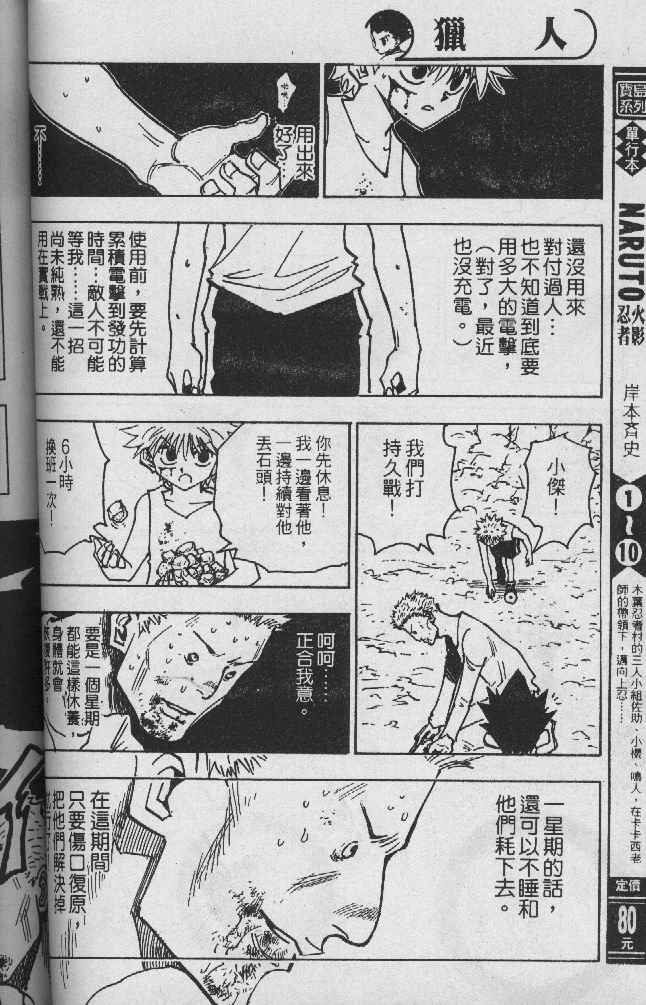 獵人
用出來
好了…
不……
還沒用來
對付過人…
也不知道到底要
用多大的電擊，
（對了，最近
也沒充電。）
使用前，要先計算
累積電擊到發功的
時間…敵人不可能
等我……這一招
尚未純熟，還不能
用在實戰上。
小傑！
我們打
持久戰！
你先休息！
我一邊看著他，
一邊持續對他
丟石頭！
6小時
換班一次！
呵呵……
正合我意。
要是一個星期
都能這樣休養，
身體就會
一星期的話，
還可以不睡和
他們耗下去。
在這期間
只要傷口復原，
把他們解決掉
寶島
系列
單行本
NARUTO
火影
忍者
岸本斉史
1~10
木葉忍者村的三人小組佐助、小櫻、鳴人，在卡卡西老
師的帶領下，邁向上忍……
定價
80
元